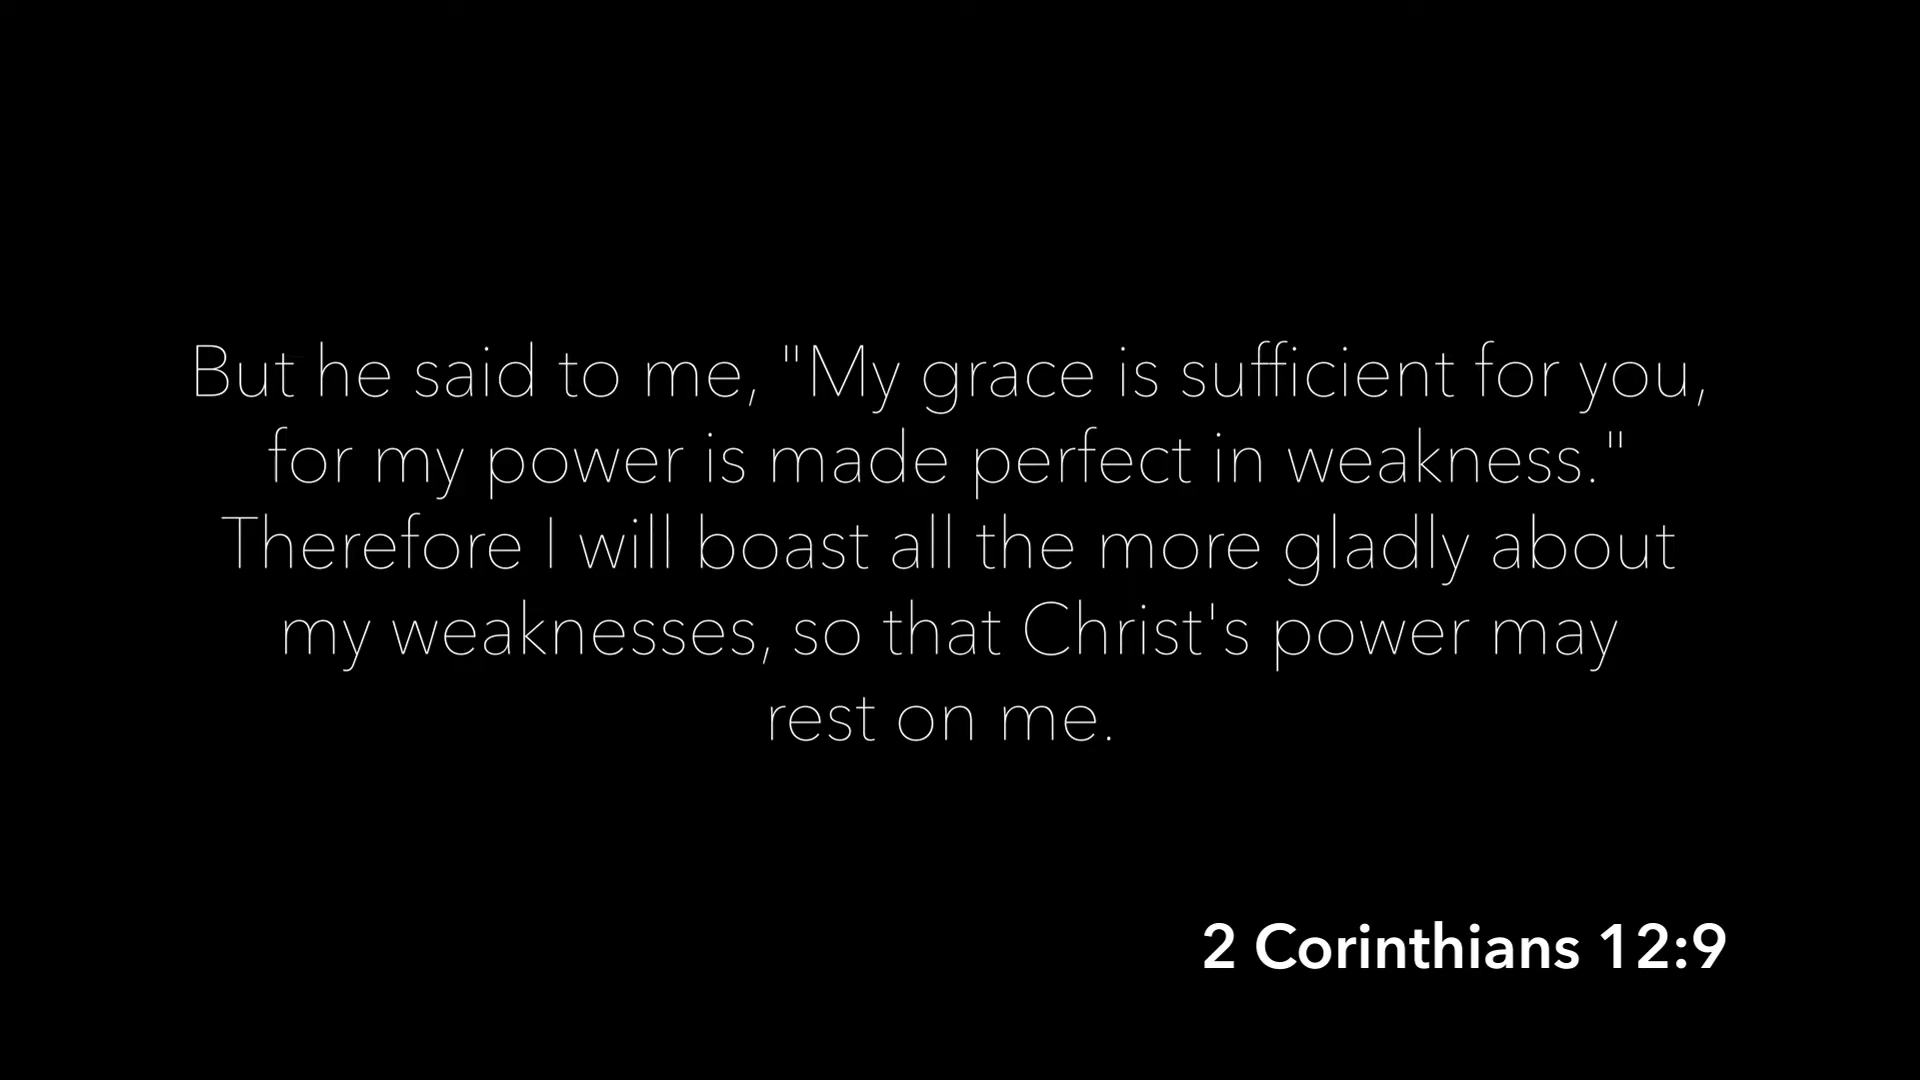 But he said to me, "My grace is sufficient for you,
for my power is made perfect in weakness."
Therefore I will boast all the more gladly about
my weaknesses, so that Christ's power may
rest on me.
2 Corinthians 12:9